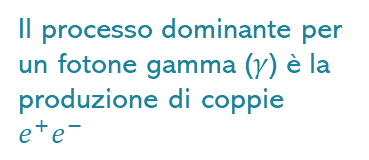 Il processo dominante per
un fotone gamma (γ) è la
produzione di coppie
e⁺e⁻